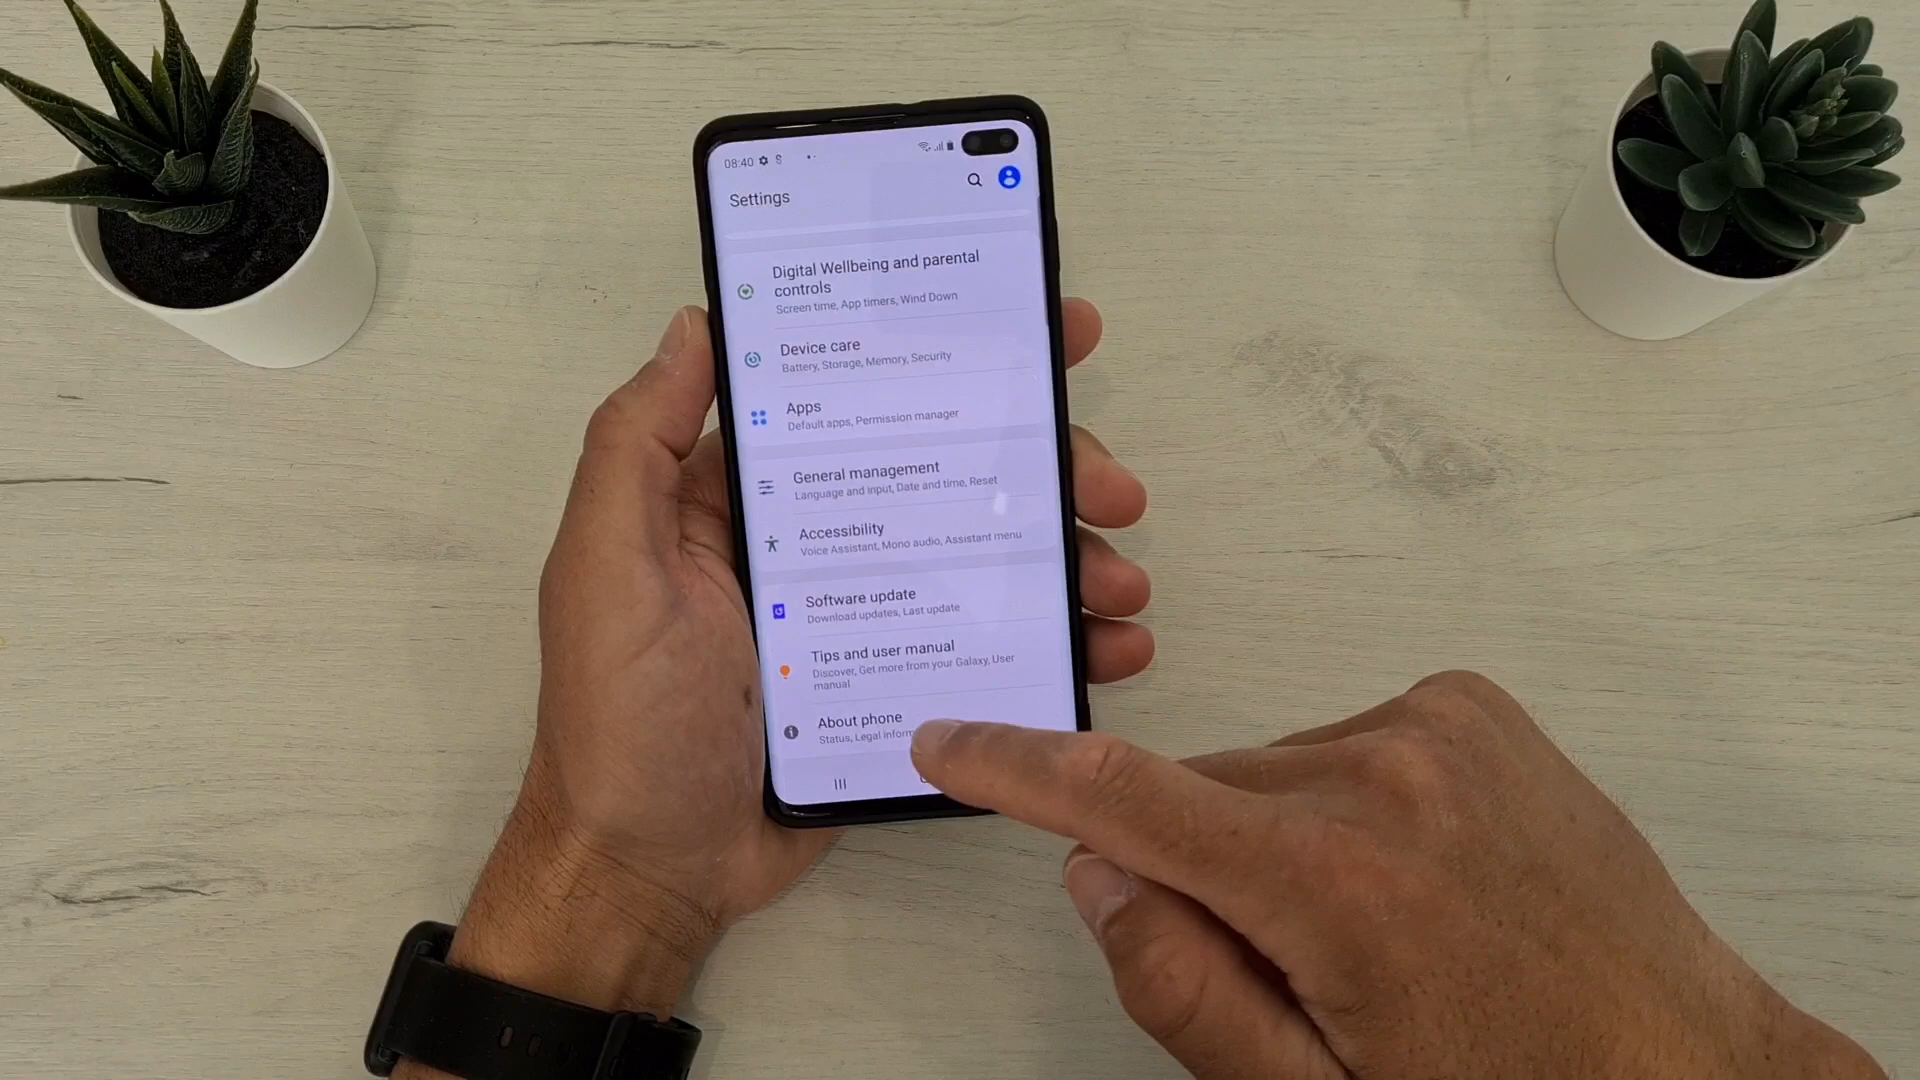 08:40
Settings
Digital Wellbeing and parental
controls
Screen time, App timers, Wind Down
Device care
Battery, Storage, Memory, Security
Apps
Default apps, Permission manager
General management
Language and input, Date and time, Reset
Accessibility
Voice Assistant, Mono audio, Assistant menu
Software update
Download updates, Last update
Tips and user manual
Discover, Get more from your Galaxy, User
manual
About phone
Status, Legal